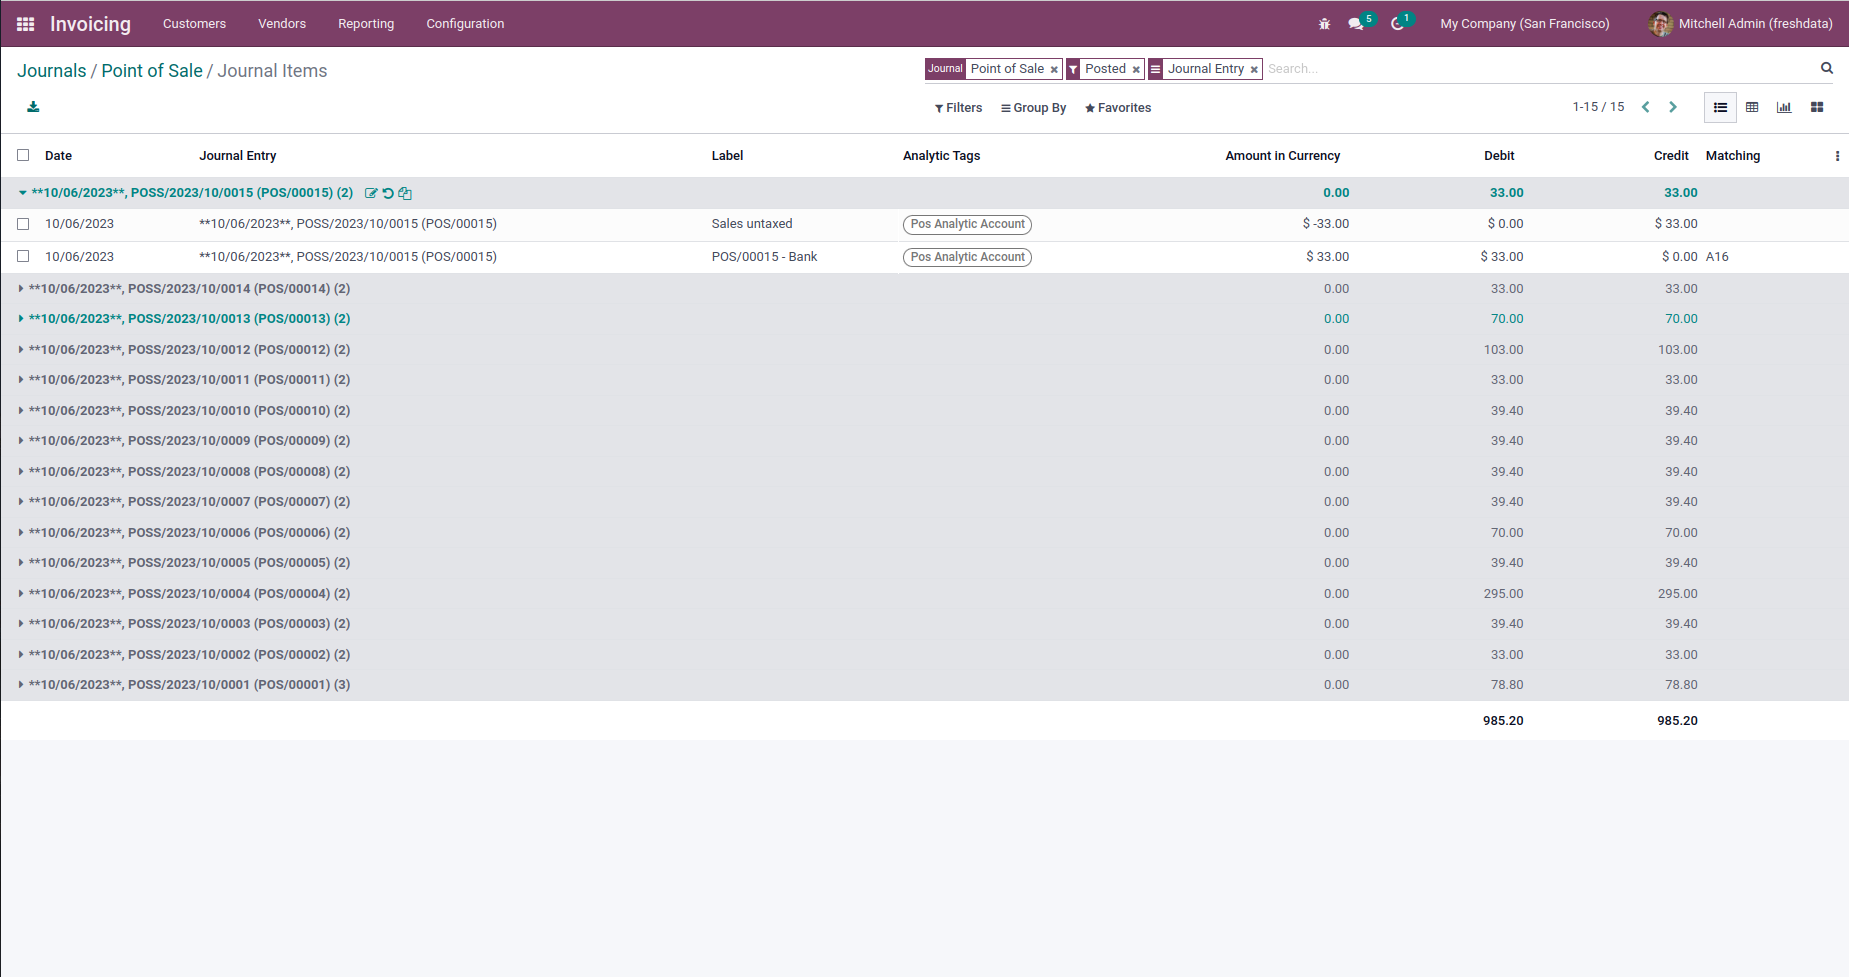 Invoicing Customers Vendors Reporting Configuration 5 1 My Company (San Francisco) Mitchell Admin (freshdata)
Journals / Point of Sale / Journal Items Journal Point of Sale × Posted × Journal Entry × Search...
Filters Group By Favorites 1-15 / 15
Date Journal Entry Label Analytic Tags Amount in Currency Debit Credit Matching
**10/06/2023**, POSS/2023/10/0015 (POS/00015) (2) 0.00 33.00 33.00
10/06/2023 **10/06/2023**, POSS/2023/10/0015 (POS/00015) Sales untaxed Pos Analytic Account $ -33.00 $ 0.00 $ 33.00
10/06/2023 **10/06/2023**, POSS/2023/10/0015 (POS/00015) POS/00015 - Bank Pos Analytic Account $ 33.00 $ 33.00 $ 0.00 A16
**10/06/2023**, POSS/2023/10/0014 (POS/00014) (2) 0.00 33.00 33.00
**10/06/2023**, POSS/2023/10/0013 (POS/00013) (2) 0.00 70.00 70.00
**10/06/2023**, POSS/2023/10/0012 (POS/00012) (2) 0.00 103.00 103.00
**10/06/2023**, POSS/2023/10/0011 (POS/00011) (2) 0.00 33.00 33.00
**10/06/2023**, POSS/2023/10/0010 (POS/00010) (2) 0.00 39.40 39.40
**10/06/2023**, POSS/2023/10/0009 (POS/00009) (2) 0.00 39.40 39.40
**10/06/2023**, POSS/2023/10/0008 (POS/00008) (2) 0.00 39.40 39.40
**10/06/2023**, POSS/2023/10/0007 (POS/00007) (2) 0.00 39.40 39.40
**10/06/2023**, POSS/2023/10/0006 (POS/00006) (2) 0.00 70.00 70.00
**10/06/2023**, POSS/2023/10/0005 (POS/00005) (2) 0.00 39.40 39.40
**10/06/2023**, POSS/2023/10/0004 (POS/00004) (2) 0.00 295.00 295.00
**10/06/2023**, POSS/2023/10/0003 (POS/00003) (2) 0.00 39.40 39.40
**10/06/2023**, POSS/2023/10/0002 (POS/00002) (2) 0.00 33.00 33.00
**10/06/2023**, POSS/2023/10/0001 (POS/00001) (3) 0.00 78.80 78.80
985.20 985.20